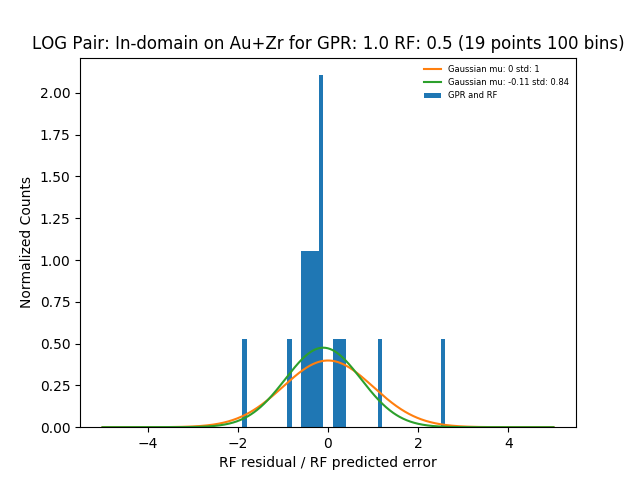 LOG Pair: In-domain on Au+Zr for GPR: 1.0 RF: 0.5 (19 points 100 bins)
Gaussian mu: 0 std: 1
Gaussian mu: -0.11 std: 0.84
GPR and RF
Normalized Counts
2.00
1.75
1.50
1.25
1.00
0.75
0.50
0.25
0.00
−4
−2
0
2
4
RF residual / RF predicted error